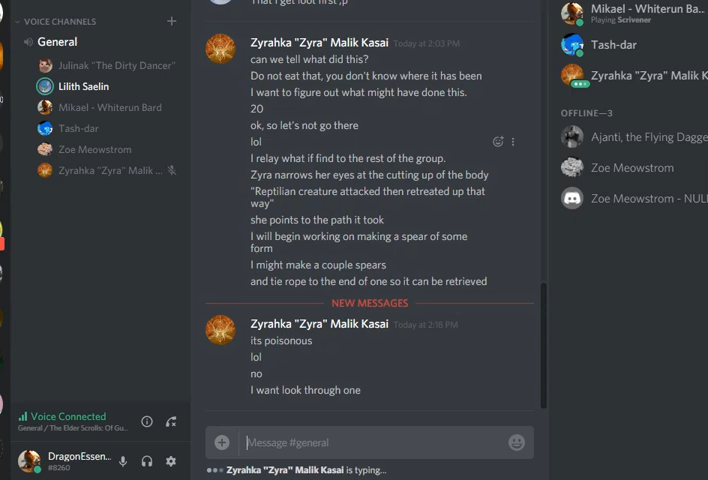 That I get loot first ;p
VOICE CHANNELS
General
Julinak "The Dirty Dancer"
Lilith Saelin
Mikael - Whiterun Bard
Tash-dar
Zoe Meowstrom
Zyrahka "Zyra" Malik ...
Voice Connected
General / The Elder Scrolls: Of Gu...
DragonEssen...
#8260
Zyrahka "Zyra" Malik Kasai Today at 2:03 PM
can we tell what did this?
Do not eat that, you don't know where it has been
I want to figure out what might have done this.
20
ok, so let's not go there
lol
I relay what if find to the rest of the group.
Zyra narrows her eyes at the cutting up of the body
"Reptilian creature attacked then retreated up that
way"
she points to the path it took
I will begin working on making a spear of some
form
I might make a couple spears
and tie rope to the end of one so it can be retrieved
NEW MESSAGES
Zyrahka "Zyra" Malik Kasai Today at 2:18 PM
its poisonous
lol
no
I want look through one
Message #general
Zyrahka "Zyra" Malik Kasai is typing...
Mikael - Whiterun Ba...
Playing Scrivener
Tash-dar
Zyrahka "Zyra" Malik K
OFFLINE—3
Ajanti, the Flying Dagge
Zoe Meowstrom
Zoe Meowstrom - NUL